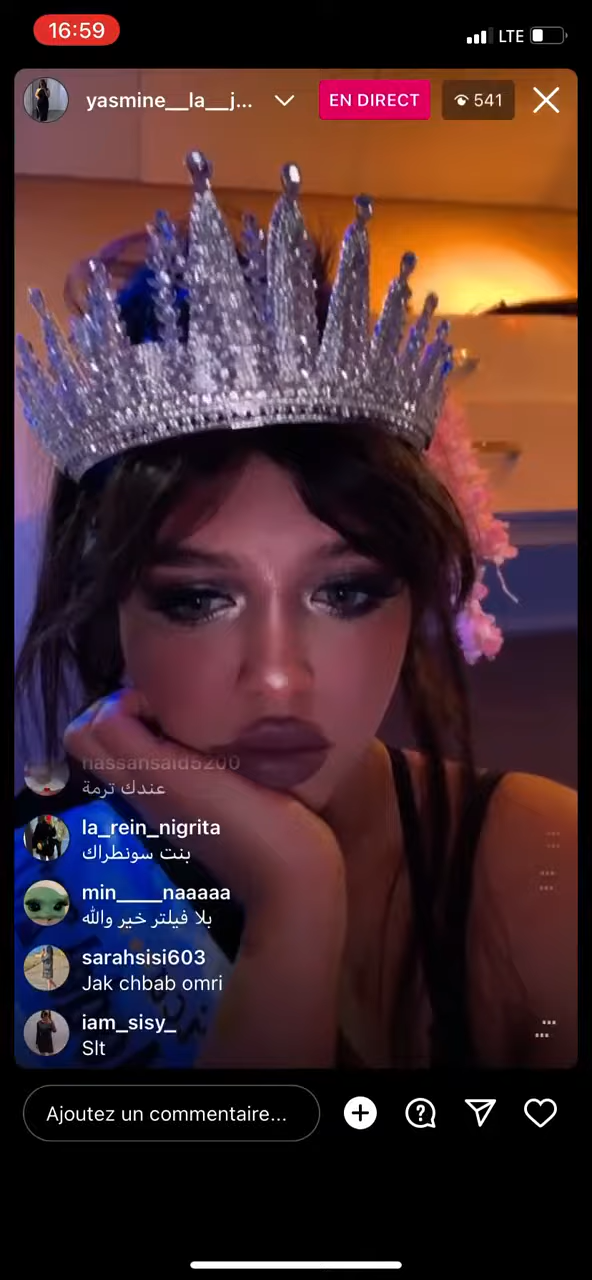 16:59
LTE
yasmine__la__j...
EN DIRECT
541
hassansaid5200
عندك ترمة
la_rein_nigrita
بنت سونطراك
min____naaaaa
بلا فيلتر خير والله
sarahsisi603
Jak chbab omri
iam_sisy_
Slt
Ajoutez un commentaire...